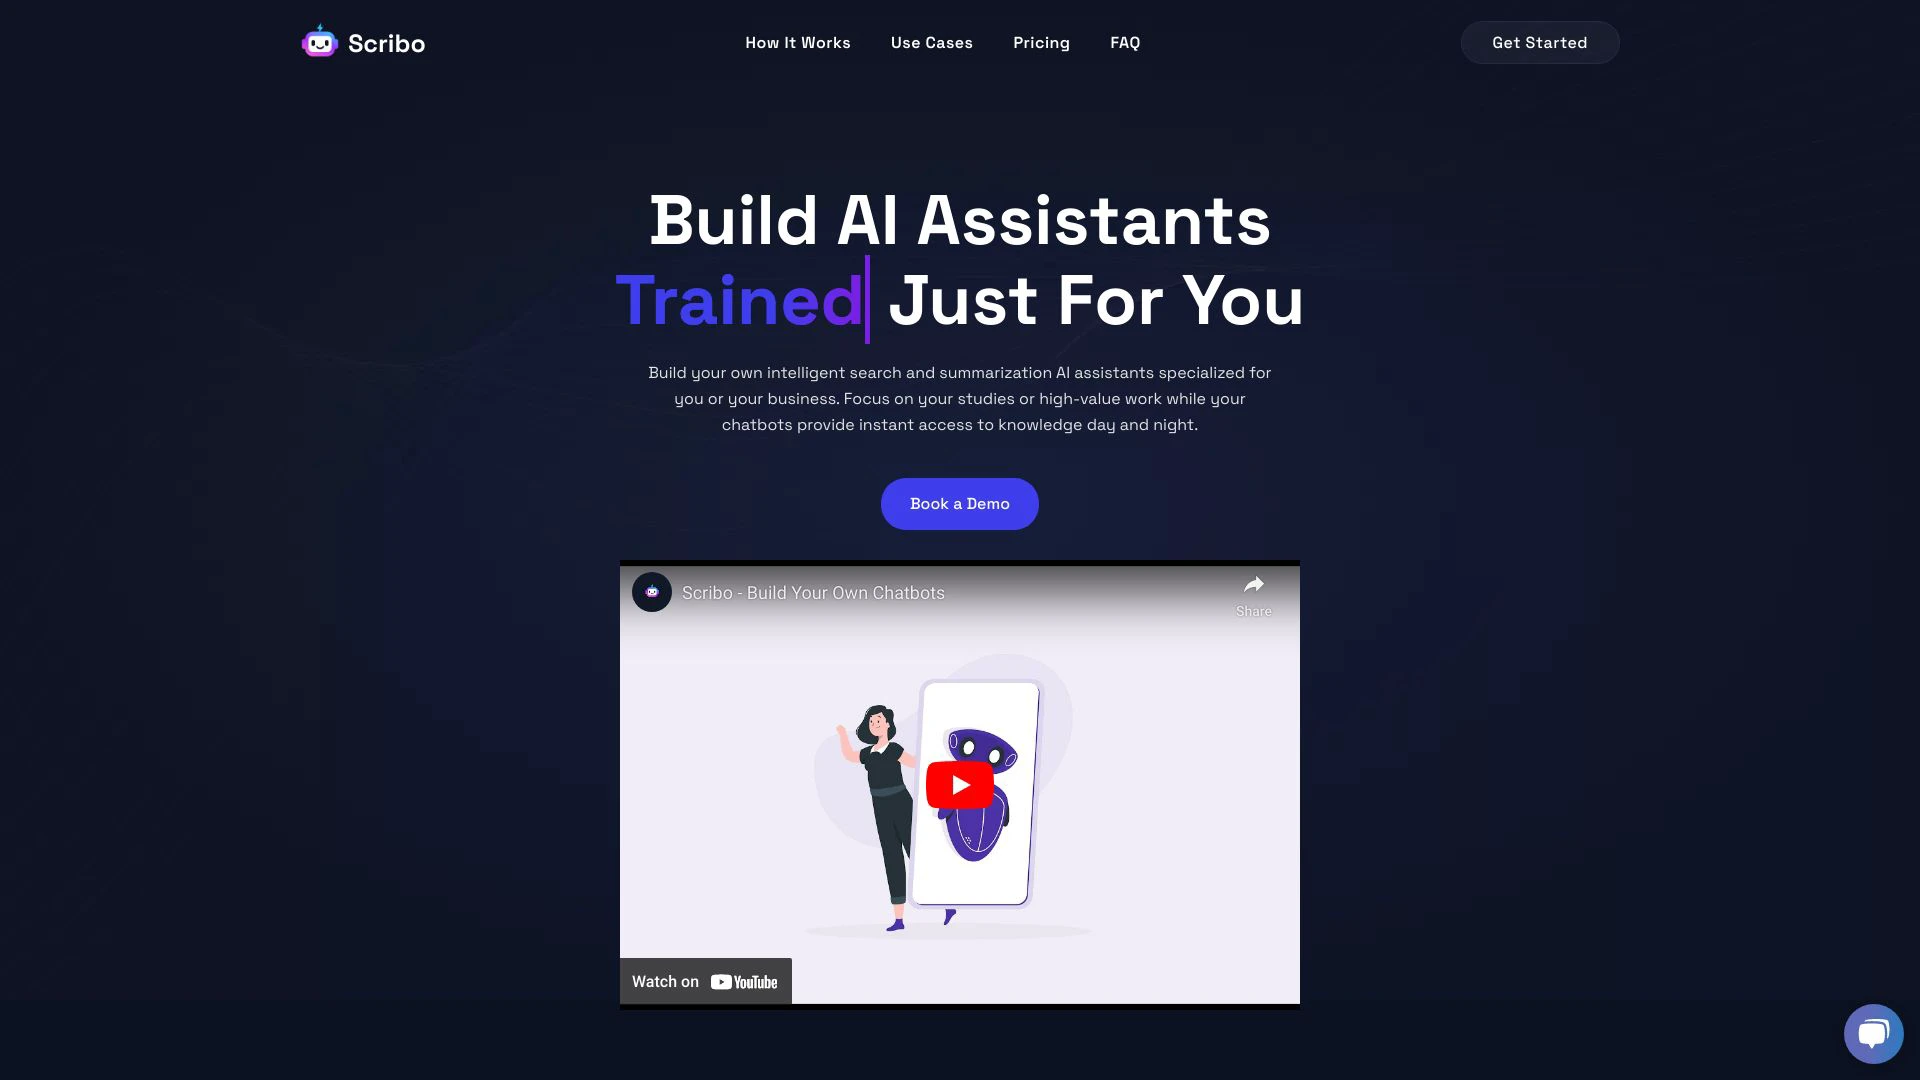 Scribo
How It Works
Use Cases
Pricing
FAQ
Get Started
Build AI Assistants
Trained Just For You
Build your own intelligent search and summarization AI assistants specialized for
you or your business. Focus on your studies or high-value work while your
chatbots provide instant access to knowledge day and night.
Book a Demo
Scribo - Build Your Own Chatbots
Share
Watch on YouTube